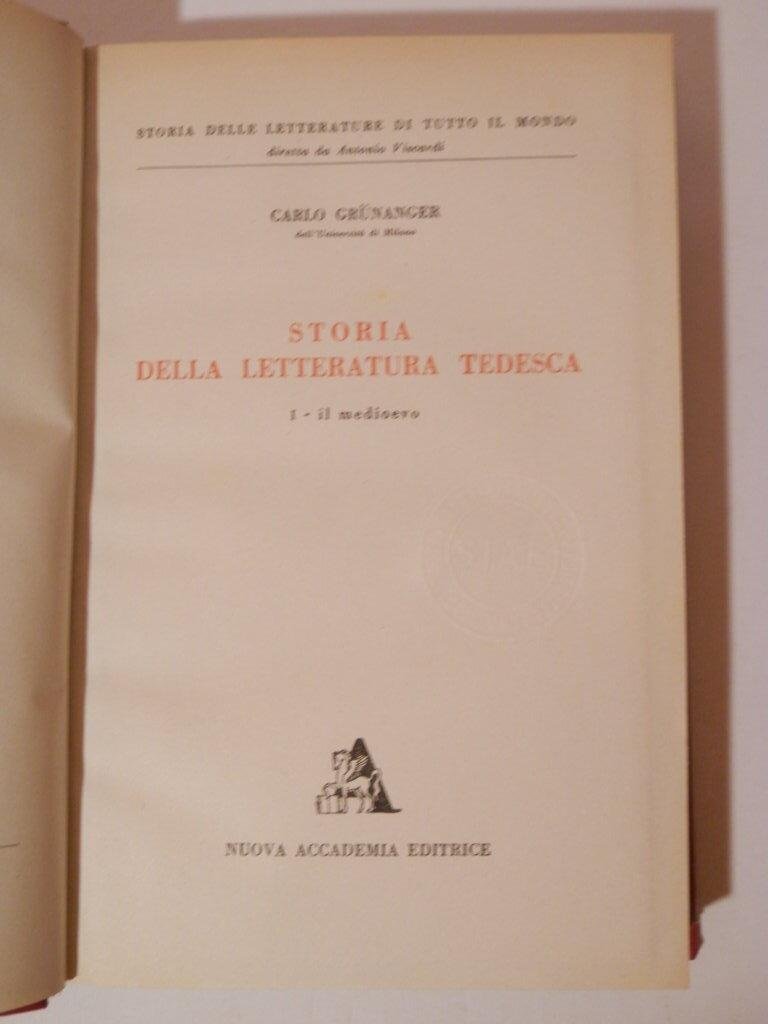 STORIA DELLE LETTERATURE DI TUTTO IL MONDO
diretta da Antonio Viscardi
CARLO GRÜNANGER
dell'Università di Milano
STORIA
DELLA LETTERATURA TEDESCA
1 - il medioevo
NUOVA ACCADEMIA EDITRICE